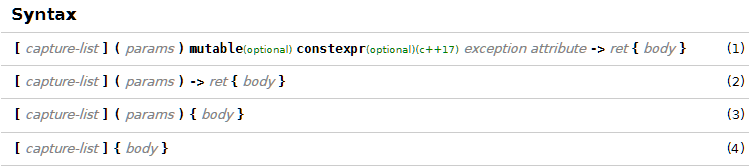 Syntax
[ capture-list ] ( params ) mutable(optional) constexpr(optional)(c++17) exception attribute -> ret { body } (1)
[ capture-list ] ( params ) -> ret { body } (2)
[ capture-list ] ( params ) { body } (3)
[ capture-list ] { body } (4)